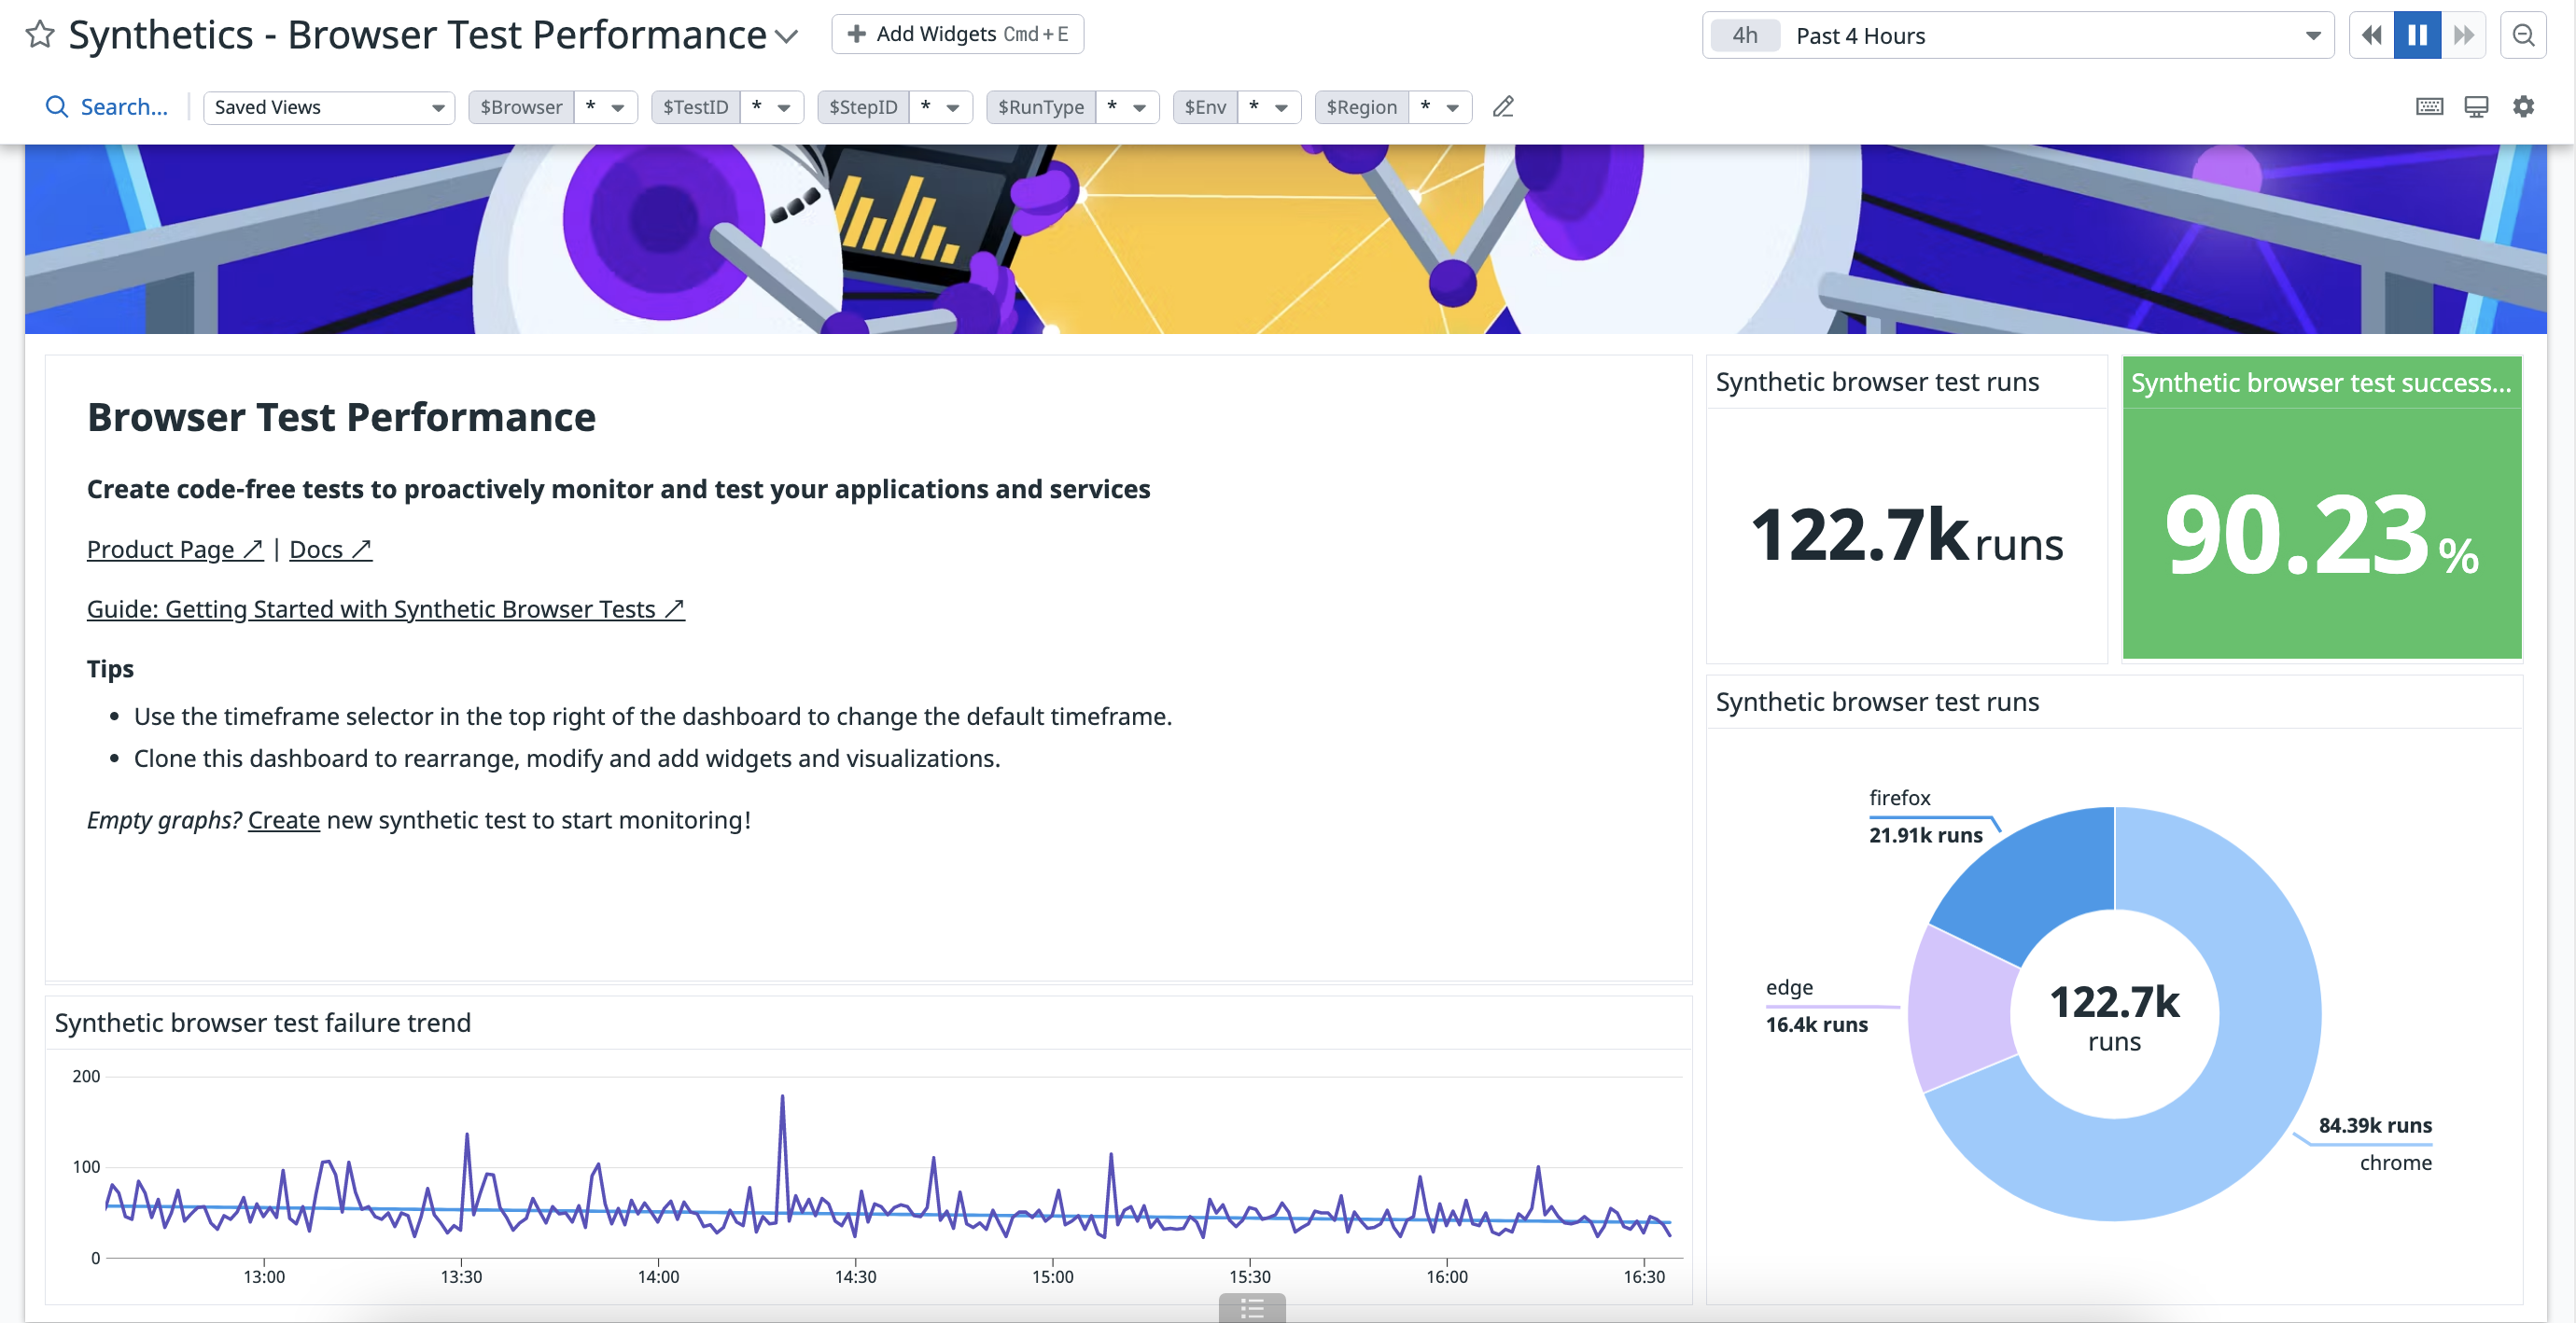 Synthetics - Browser Test Performance
Add Widgets Cmd+E
4h Past 4 Hours
Search...
Saved Views
$Browser *
$TestID *
$StepID *
$RunType *
$Env *
$Region *
Browser Test Performance
Create code-free tests to proactively monitor and test your applications and services
Product Page ↗ | Docs ↗
Guide: Getting Started with Synthetic Browser Tests ↗
Tips
• Use the timeframe selector in the top right of the dashboard to change the default timeframe.
• Clone this dashboard to rearrange, modify and add widgets and visualizations.
Empty graphs? Create new synthetic test to start monitoring!
Synthetic browser test runs
122.7k runs
Synthetic browser test success...
90.23 %
Synthetic browser test runs
firefox
21.91k runs
edge
16.4k runs
122.7k
runs
84.39k runs
chrome
Synthetic browser test failure trend
200
100
0
13:00
13:30
14:00
14:30
15:00
15:30
16:00
16:30